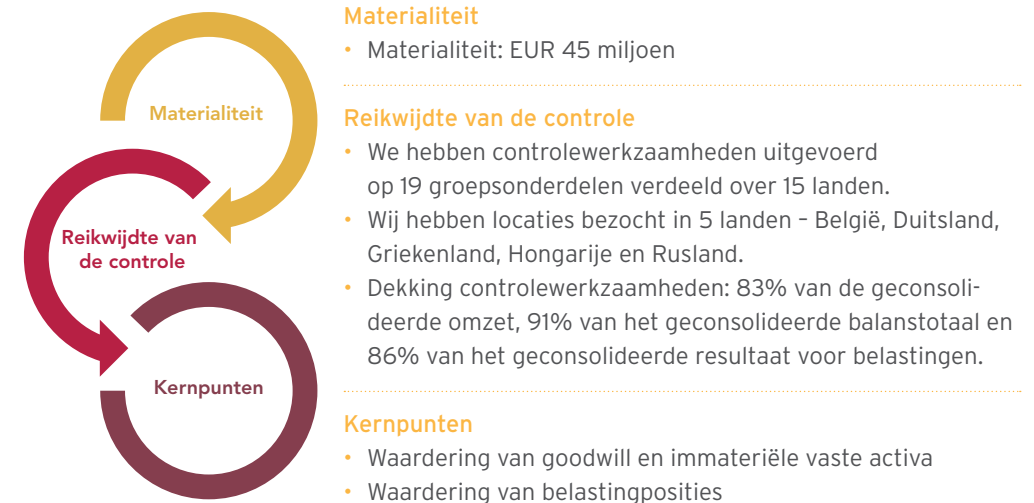 Materialiteit
Reikwijdte van
de controle
Kernpunten
Materialiteit
• Materialiteit: EUR 45 miljoen
Reikwijdte van de controle
• We hebben controlewerkzaamheden uitgevoerd
op 19 groepsonderdelen verdeeld over 15 landen.
• Wij hebben locaties bezocht in 5 landen – België, Duitsland,
Griekenland, Hongarije en Rusland.
• Dekking controlewerkzaamheden: 83% van de geconsoli-
deerde omzet, 91% van het geconsolideerde balanstotaal en
86% van het geconsolideerde resultaat voor belastingen.
Kernpunten
• Waardering van goodwill en immateriële vaste activa
• Waardering van belastingposities